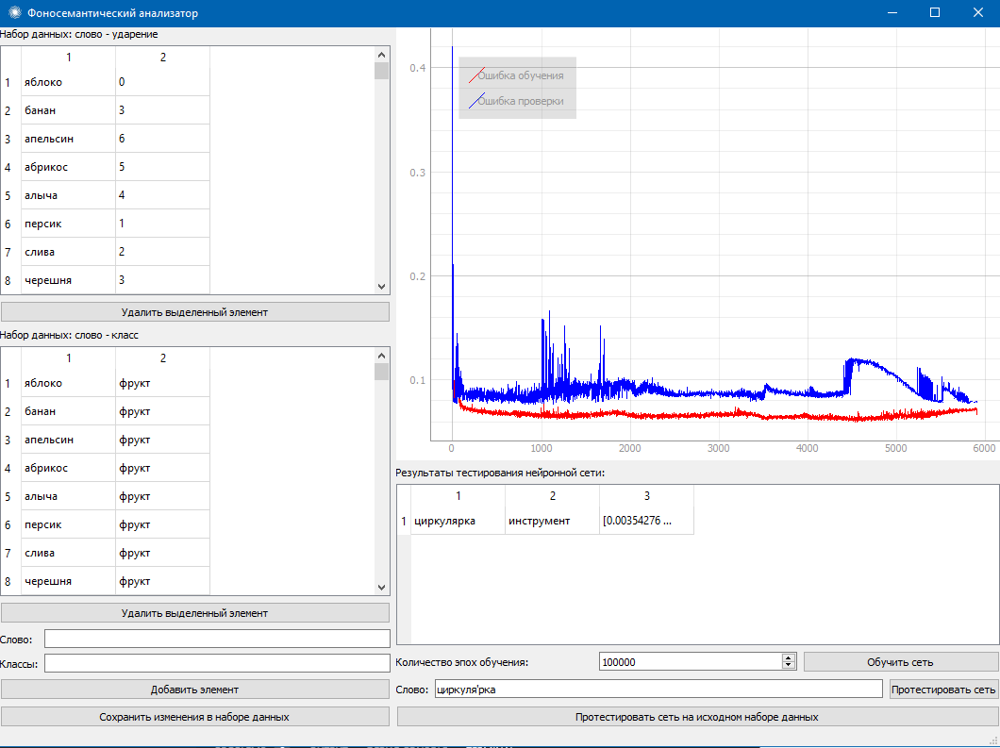 Фоносемантический анализатор
Набор данных: слово - ударение
1 2
1 яблоко 0
2 банан 3
3 апельсин 6
4 абрикос 5
5 алыча 4
6 персик 1
7 слива 2
8 черешня 3
Удалить выделенный элемент
Набор данных: слово - класс
1 2
1 яблоко фрукт
2 банан фрукт
3 апельсин фрукт
4 абрикос фрукт
5 алыча фрукт
6 персик фрукт
7 слива фрукт
8 черешня фрукт
Удалить выделенный элемент
Слово:
Классы:
Добавить элемент
Сохранить изменения в наборе данных
Ошибка обучения
Ошибка проверки
0.4
0.3
0.2
0.1
0 1000 2000 3000 4000 5000 6000
Результаты тестирования нейронной сети:
1 2 3
1 циркулярка инструмент [0.00354276 ...
Количество эпох обучения: 100000 Обучить сеть
Слово: циркуля'рка Протестировать сеть
Протестировать сеть на исходном наборе данных